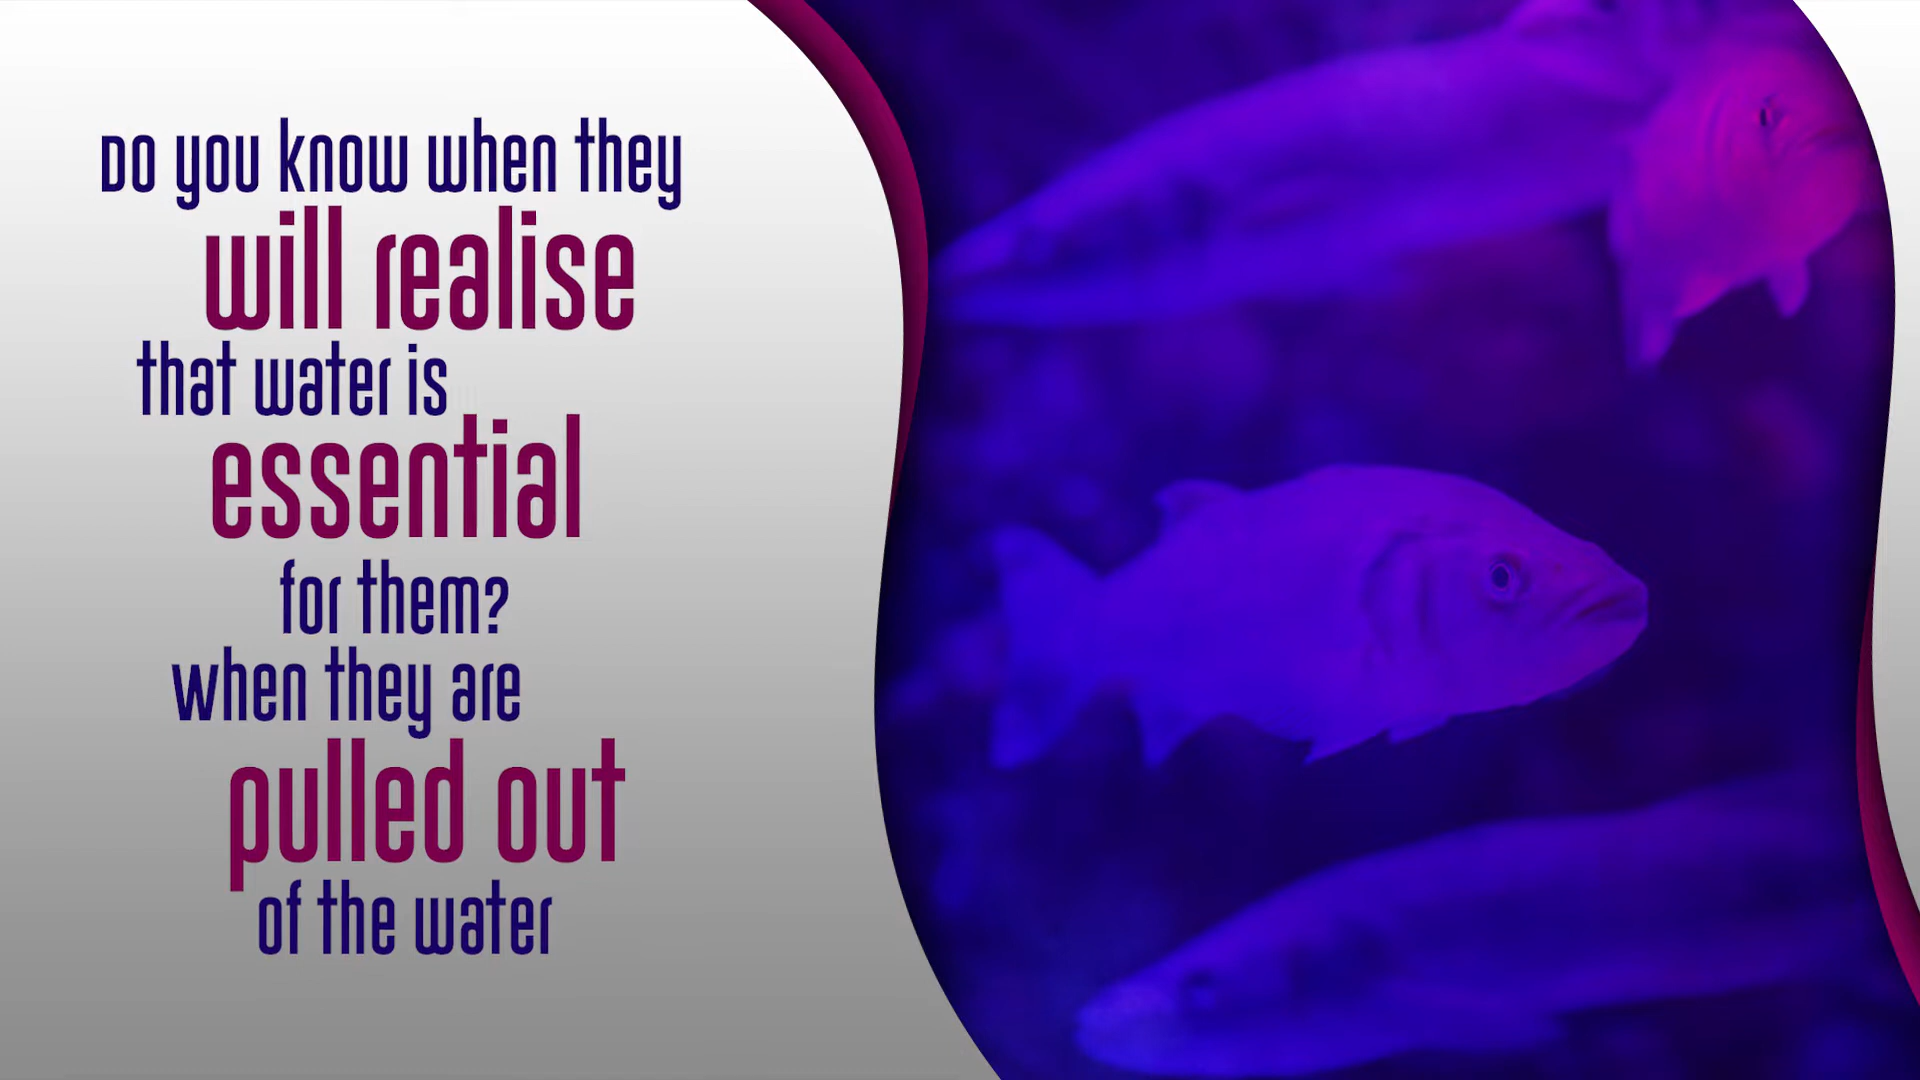 Do you know when they
will realise
that water is
essential
for them?
when they are
pulled out
of the water